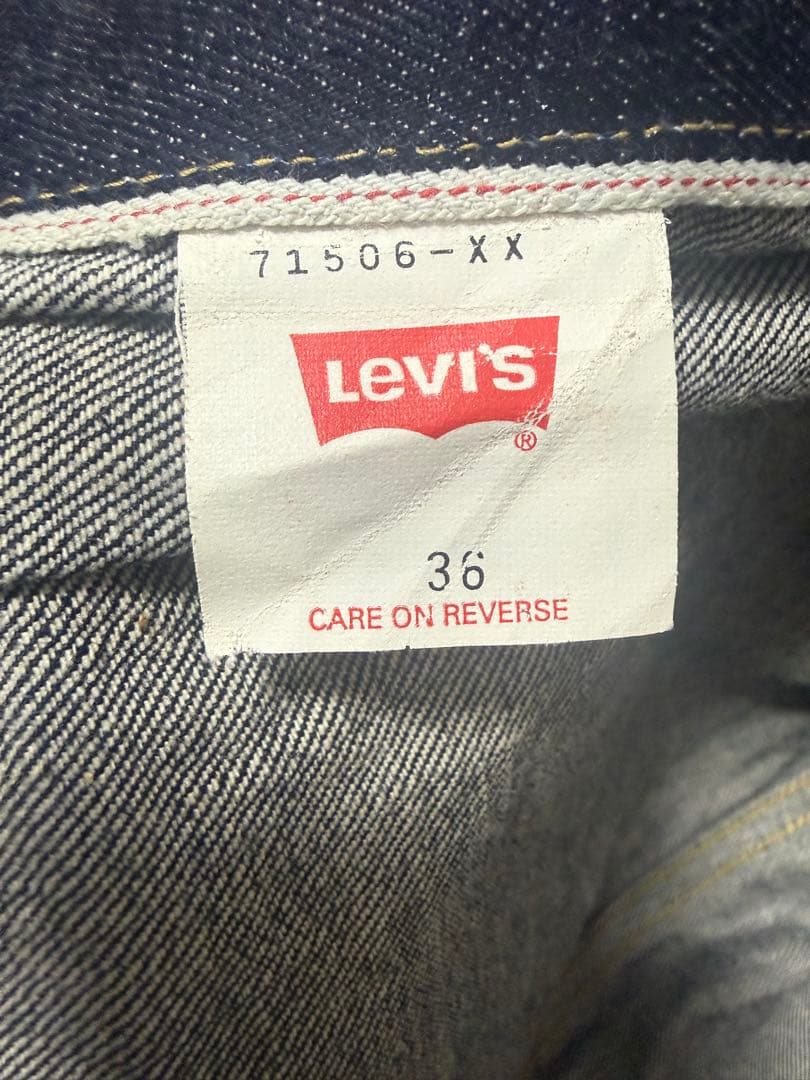 71506-XX
LEVI'S
®
36
CARE ON REVERSE